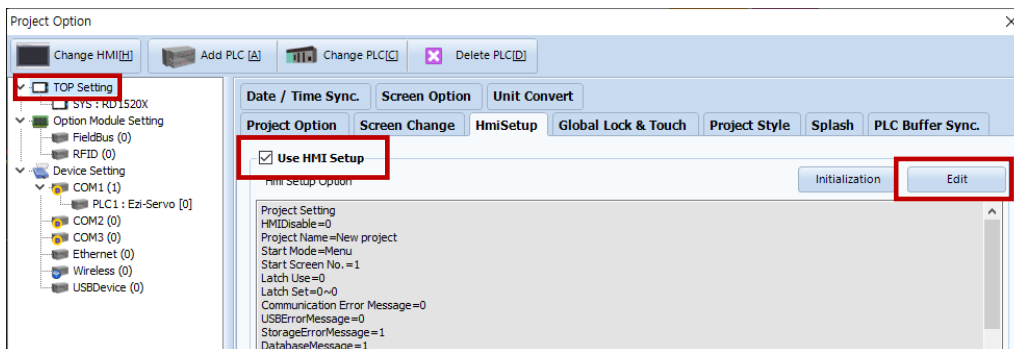 Project Option
Change HMI[H] Add PLC [A] Change PLC[C] Delete PLC[D]
TOP Setting
SYS : RD1520X
Option Module Setting
FieldBus (0)
RFID (0)
Device Setting
COM1 (1)
PLC1 : Ezi-Servo [0]
COM2 (0)
COM3 (0)
Ethernet (0)
Wireless (0)
USBDevice (0)
Date / Time Sync. Screen Option Unit Convert
Project Option Screen Change HmiSetup Global Lock & Touch Project Style Splash PLC Buffer Sync.
Use HMI Setup
Hmi Setup Option
Initialization Edit
Project Setting
HMIDisable=0
Project Name=New project
Start Mode=Menu
Start Screen No.=1
Latch Use=0
Latch Set=0~0
Communication Error Message=0
USBErrorMessage=0
StorageErrorMessage=1
DatabaseMessage=1